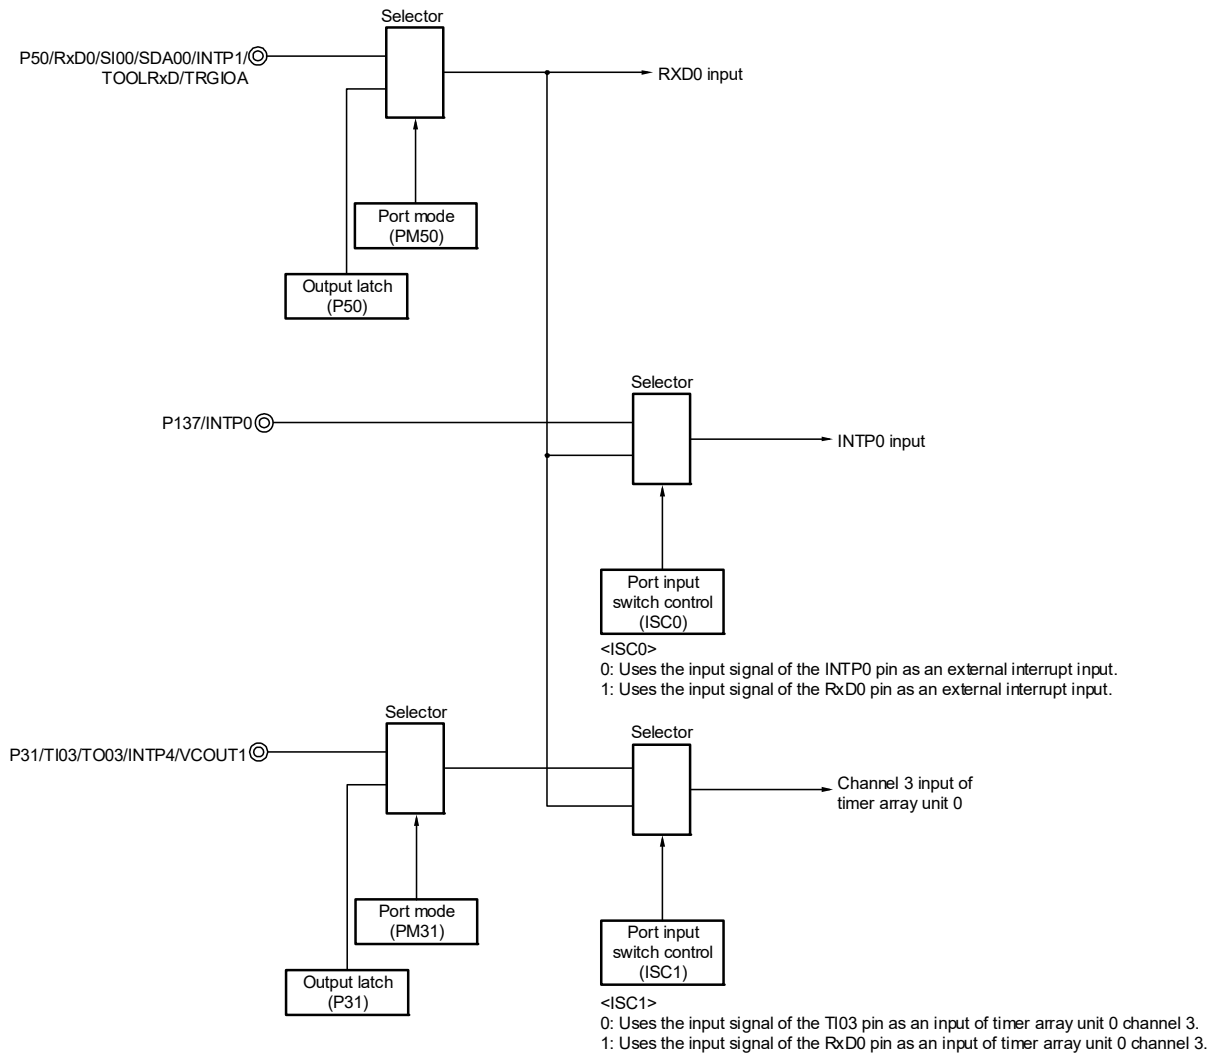 Selector
P50/RxD0/SI00/SDA00/INTP1/
TOOLRxD/TRGIOA
RXD0 input
Port mode
(PM50)
Output latch
(P50)
Selector
P137/INTP0
INTP0 input
Port input
switch control
(ISC0)
<ISC0>
0: Uses the input signal of the INTP0 pin as an external interrupt input.
1: Uses the input signal of the RxD0 pin as an external interrupt input.
Selector
Selector
P31/TI03/TO03/INTP4/VCOUT1
Channel 3 input of
timer array unit 0
Port mode
(PM31)
Port input
switch control
(ISC1)
Output latch
(P31)
<ISC1>
0: Uses the input signal of the TI03 pin as an input of timer array unit 0 channel 3.
1: Uses the input signal of the RxD0 pin as an input of timer array unit 0 channel 3.